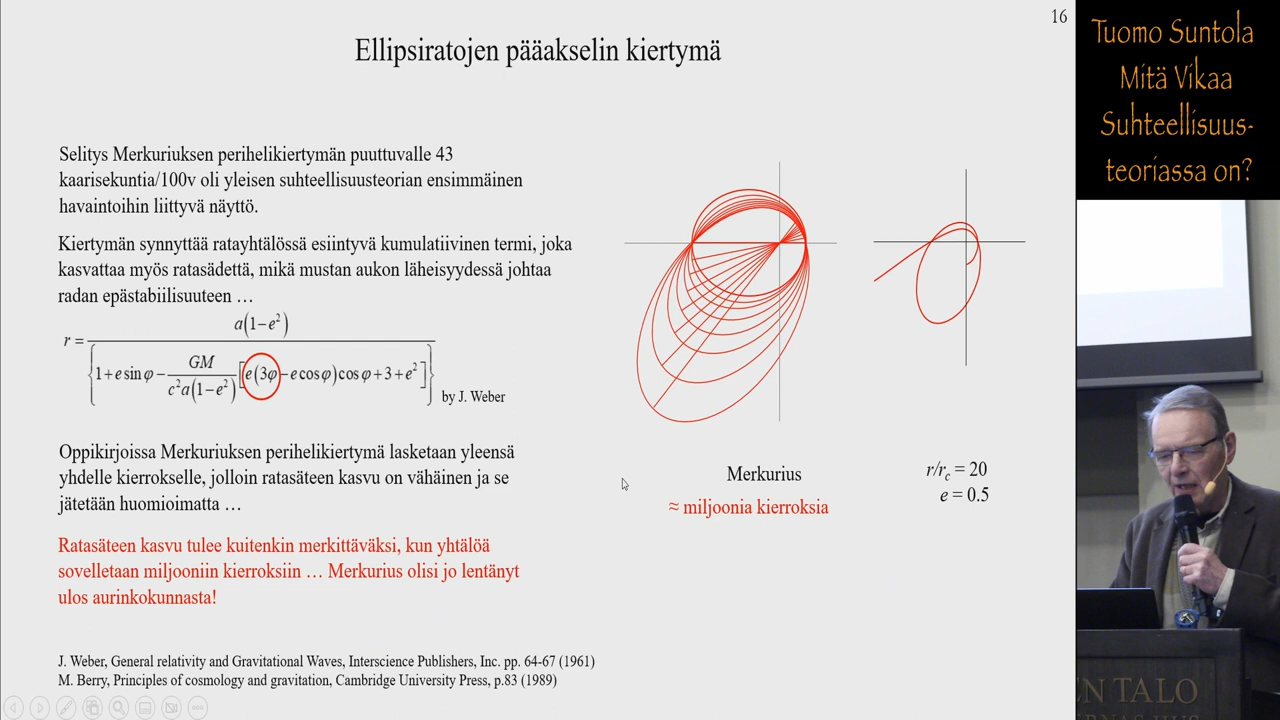 16
Ellipsiratojen pääakselin kiertymä
Selitys Merkuriuksen perihelikiertymän puuttuvalle 43
kaarisekuntia/100v oli yleisen suhteellisuusteorian ensimmäinen
havaintoihin liittyvä näyttö.
Kiertymän synnyttää ratayhtälössä esiintyvä kumulatiivinen termi, joka
kasvattaa myös ratasädettä, mikä mustan aukon läheisyydessä johtaa
radan epästabiilisuuteen …
r = a(1−e²) / {1+e sin φ − GM / c²a(1−e²) [e(3φ−e cos φ)cos φ+3+e²]}
by J. Weber
Oppikirjoissa Merkuriuksen perihelikiertymä lasketaan yleensä
yhdelle kierrokselle, jolloin ratasäteen kasvu on vähäinen ja se
jätetään huomioimatta …
Ratasäteen kasvu tulee kuitenkin merkittäväksi, kun yhtälöä
sovelletaan miljooniin kierroksiin … Merkurius olisi jo lentänyt
ulos aurinkokunnasta!
J. Weber, General relativity and Gravitational Waves, Interscience Publishers, Inc. pp. 64-67 (1961)
M. Berry, Principles of cosmology and gravitation, Cambridge University Press, p.83 (1989)
Merkurius
≈ miljoonia kierroksia
r/rc = 20
e = 0.5
Tuomo Suntola
Mitä Vikaa
Suhteellisuus-
teoriassa on?
EN TALO